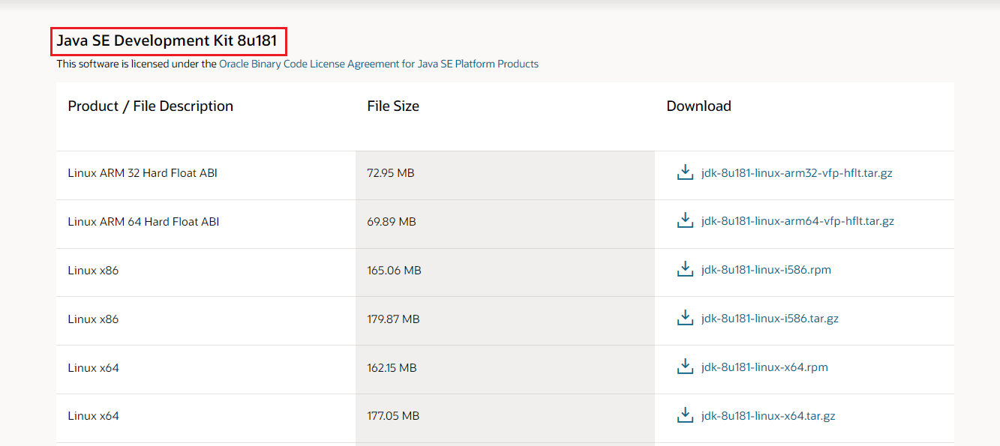 Java SE Development Kit 8u181
This software is licensed under the Oracle Binary Code License Agreement for Java SE Platform Products
Product / File Description File Size Download
Linux ARM 32 Hard Float ABI 72.95 MB jdk-8u181-linux-arm32-vfp-hflt.tar.gz
Linux ARM 64 Hard Float ABI 69.89 MB jdk-8u181-linux-arm64-vfp-hflt.tar.gz
Linux x86 165.06 MB jdk-8u181-linux-i586.rpm
Linux x86 179.87 MB jdk-8u181-linux-i586.tar.gz
Linux x64 162.15 MB jdk-8u181-linux-x64.rpm
Linux x64 177.05 MB jdk-8u181-linux-x64.tar.gz